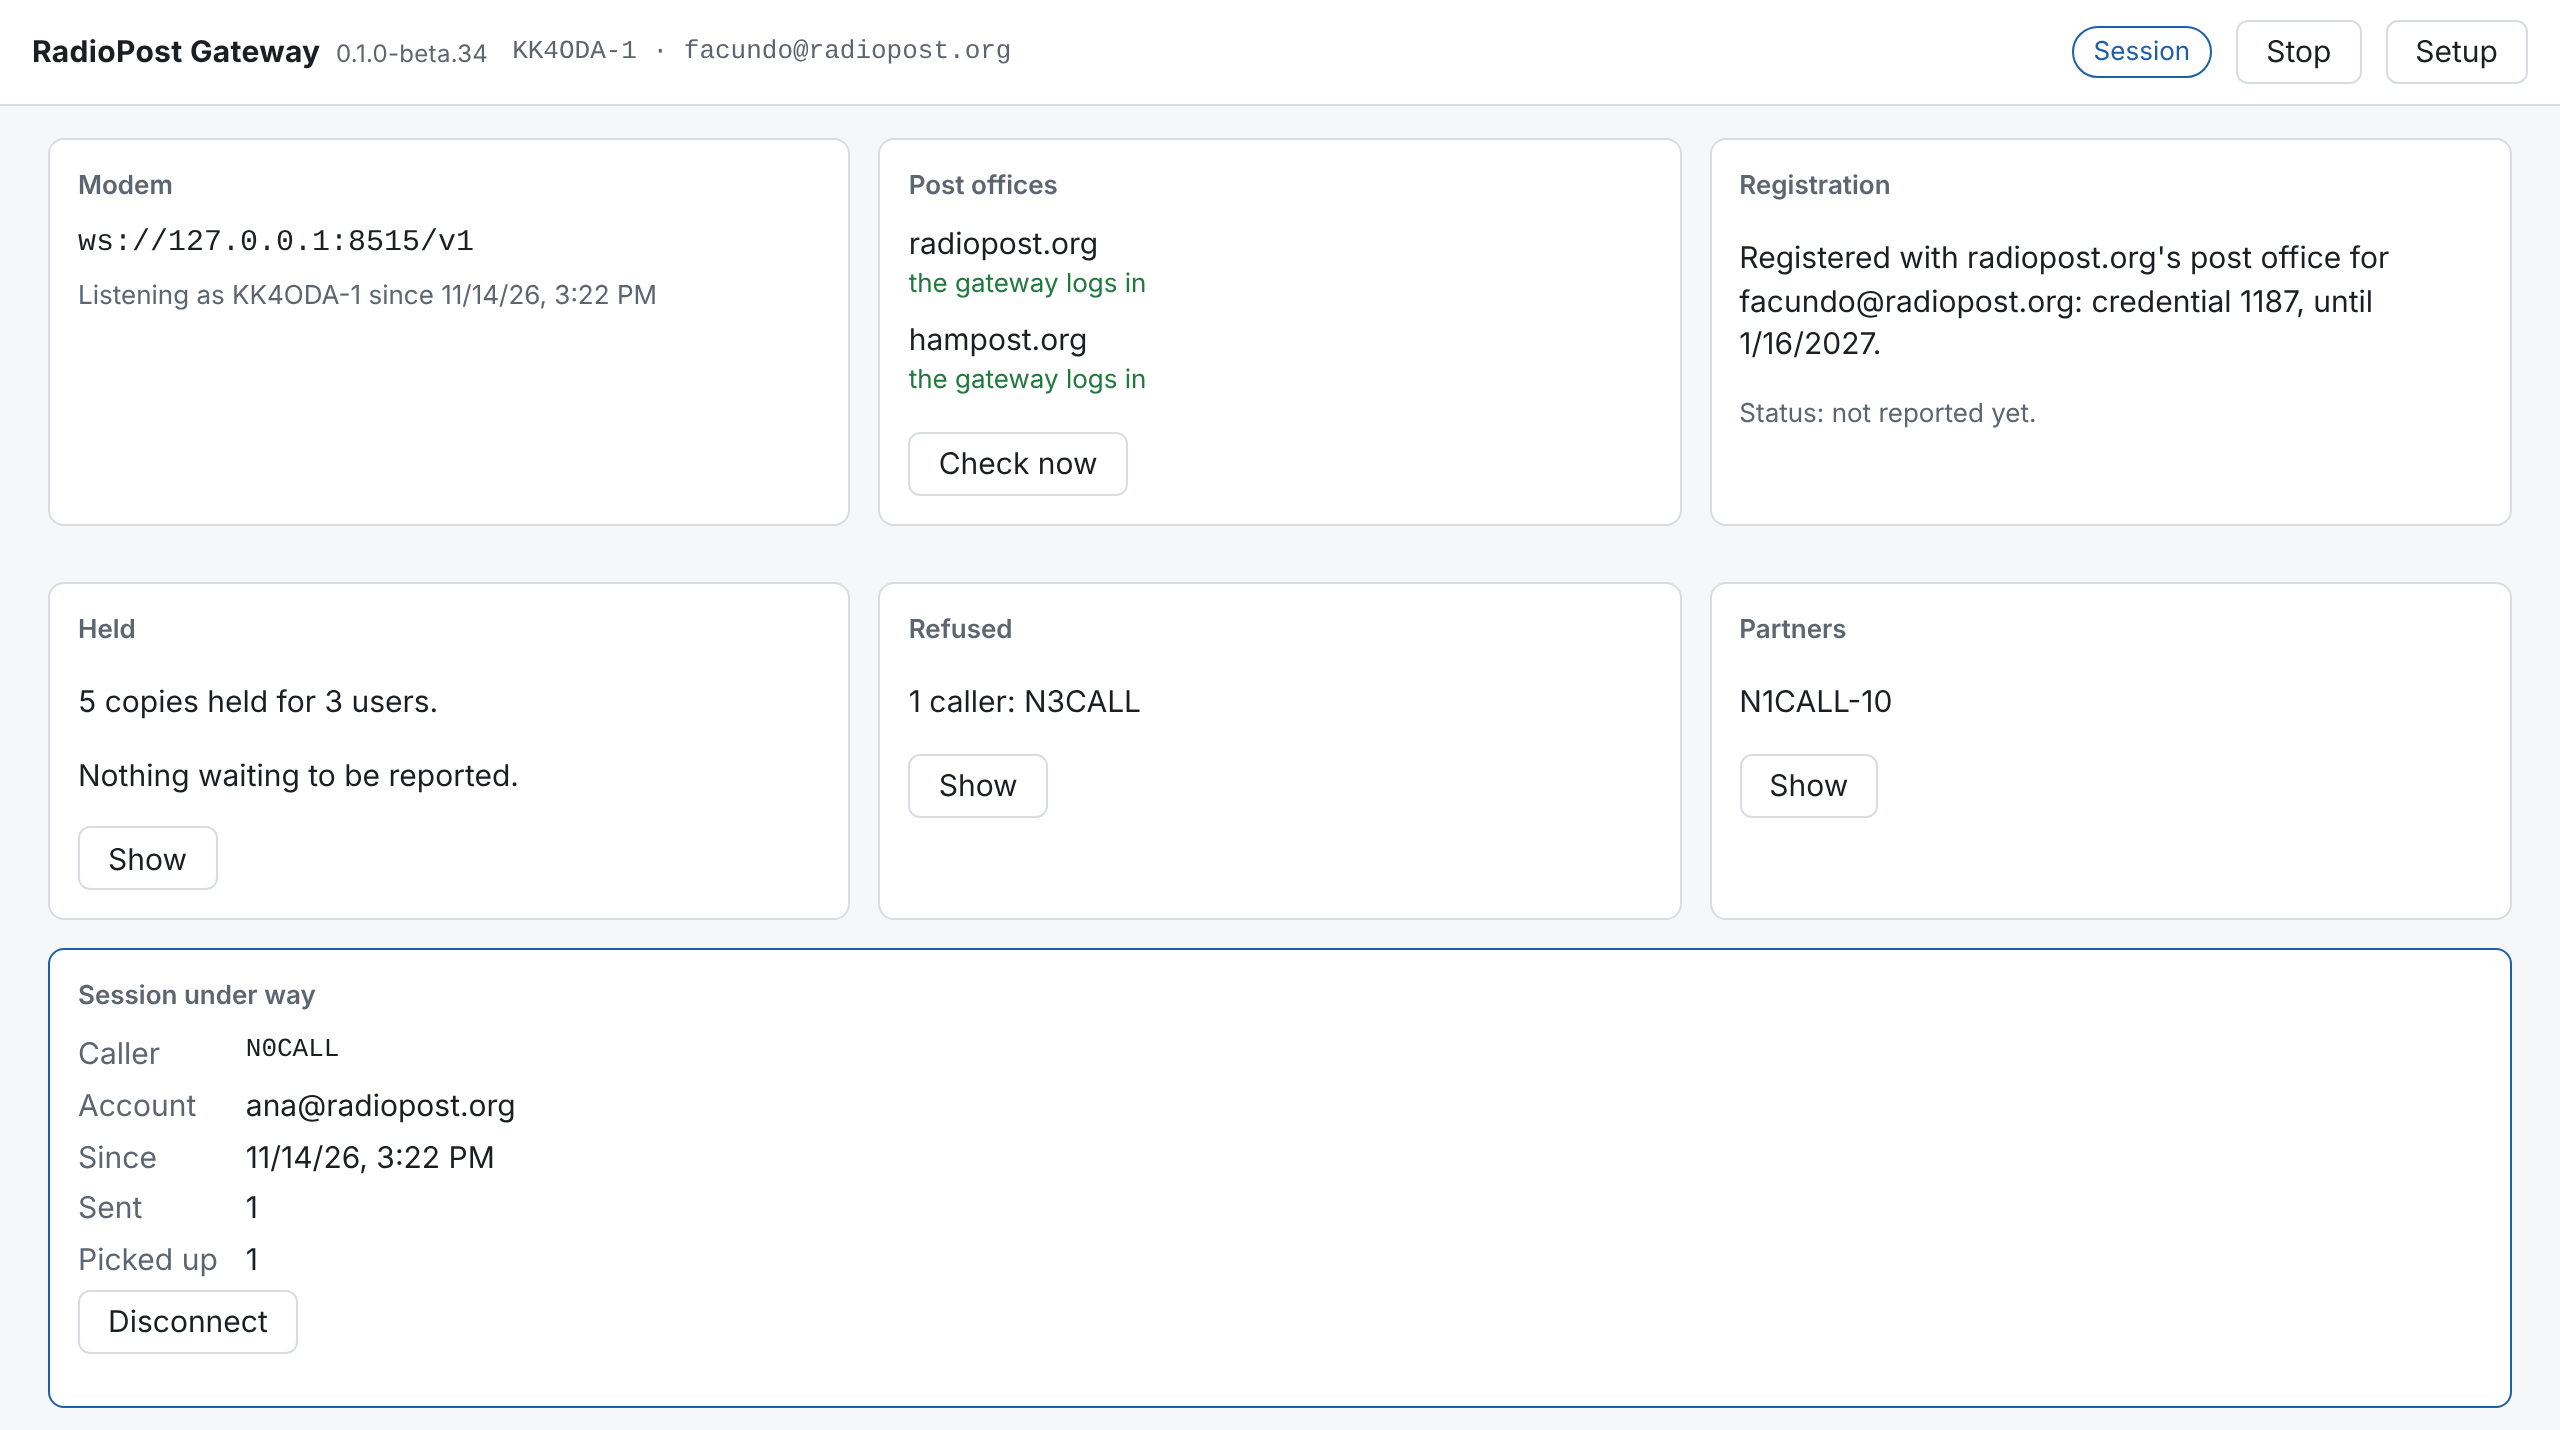 RadioPost Gateway 0.1.0-beta.34 KK4ODA-1 · facundo@radiopost.org Session Stop Setup
Modem
ws://127.0.0.1:8515/v1
Listening as KK4ODA-1 since 11/14/26, 3:22 PM
Post offices
radiopost.org
the gateway logs in
hampost.org
the gateway logs in
Check now
Registration
Registered with radiopost.org's post office for
facundo@radiopost.org: credential 1187, until
1/16/2027.
Status: not reported yet.
Held
5 copies held for 3 users.
Nothing waiting to be reported.
Show
Refused
1 caller: N3CALL
Show
Partners
N1CALL-10
Show
Session under way
Caller N0CALL
Account ana@radiopost.org
Since 11/14/26, 3:22 PM
Sent 1
Picked up 1
Disconnect